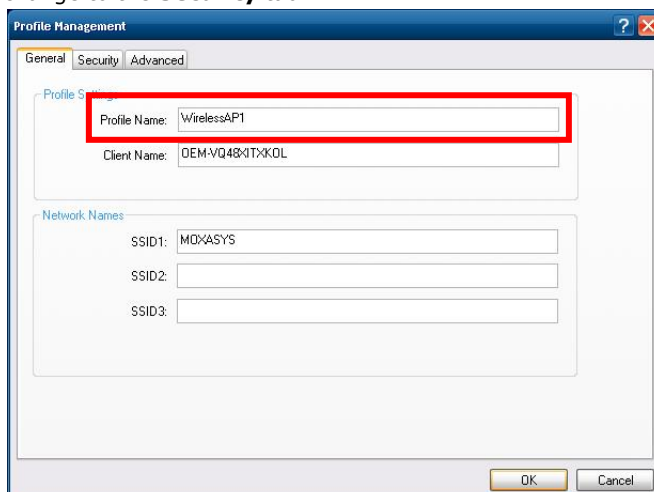 Profile Management
General Security Advanced
Profile
Profile Name: WirelessAP1
Client Name: OEM-VQ48XITXKOL
Network Names
SSID1: MOXASYS
SSID2:
SSID3:
OK Cancel